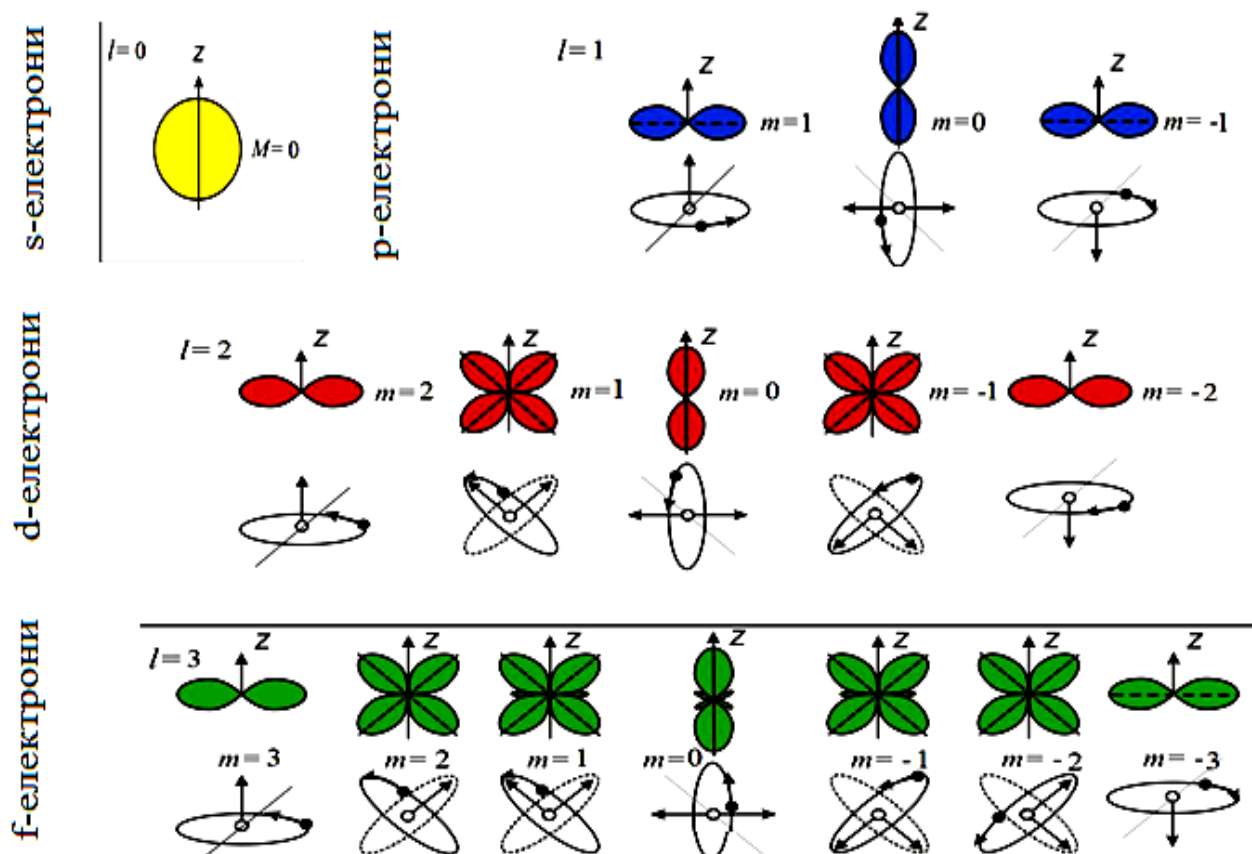 s-електрони
l=0
z
M=0
p-електрони
l=1
z
m=1
z
m=0
z
m= -1
d-електрони
l=2
z
m=2
z
m=1
z
m=0
z
m= -1
z
m= -2
f-електрони
l=3
z
m=3
z
m=2
z
m=1
z
m=0
z
m= -1
z
m= -2
z
m= -3